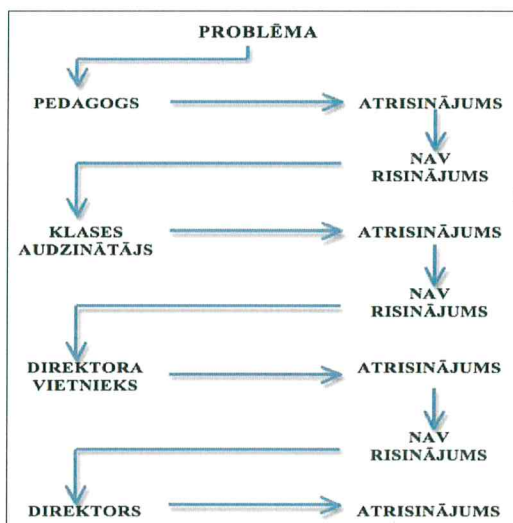 PROBLĒMA
PEDAGOGS
ATRISINĀJUMS
NAV
RISINĀJUMS
KLASES
AUDZINĀTĀJS
ATRISINĀJUMS
NAV
RISINĀJUMS
DIREKTORA
VIETNIEKS
ATRISINĀJUMS
NAV
RISINĀJUMS
DIREKTORS
ATRISINĀJUMS